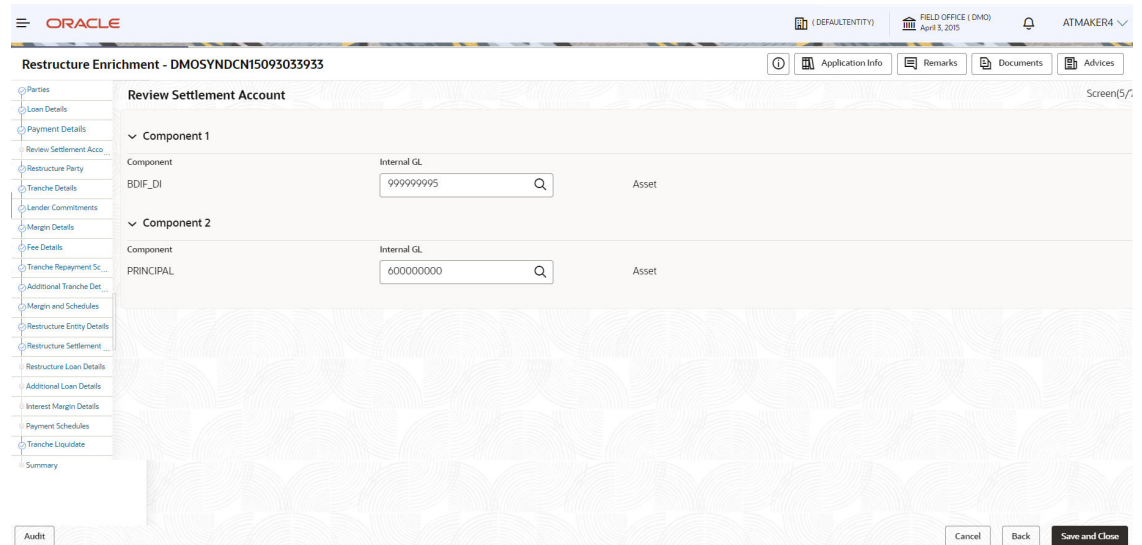 ORACLE
( DEFAULTENTITY)
FIELD OFFICE ( DMO)
April 3, 2015
ATMAKER4
Restructure Enrichment - DMOSYNDCN15093033933
Application Info
Remarks
Documents
Advices
Parties
Loan Details
Payment Details
Review Settlement Acco...
Restructure Party
Tranche Details
Lender Commitments
Margin Details
Fee Details
Tranche Repayment Sc...
Additional Tranche Det...
Margin and Schedules
Restructure Entity Details
Restructure Settlement ...
Restructure Loan Details
Additional Loan Details
Interest Margin Details
Payment Schedules
Tranche Liquidate
Summary
Review Settlement Account
Screen(5/7
Component 1
Component Internal GL
BDIF_DI 999999995 Asset
Component 2
Component Internal GL
PRINCIPAL 600000000 Asset
Audit
Cancel
Back
Save and Close